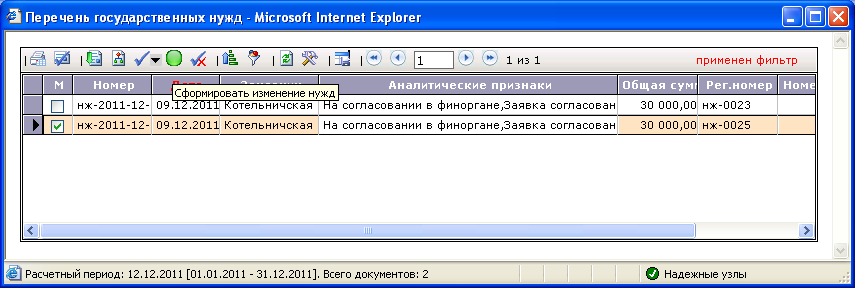 Перечень государственных нужд - Microsoft Internet Explorer
1 1 из 1 применен фильтр
М Номер Аналитические признаки Общая сумм Рег.номер Номе
Сформировать изменение нужд
нж-2011-12- 09.12.2011 Котельничская На согласовании в финоргане,Заявка согласован 30 000,00 нж-0023
нж-2011-12- 09.12.2011 Котельничская На согласовании в финоргане,Заявка согласован 30 000,00 нж-0025
Расчетный период: 12.12.2011 [01.01.2011 - 31.12.2011]. Всего документов: 2 Надежные узлы